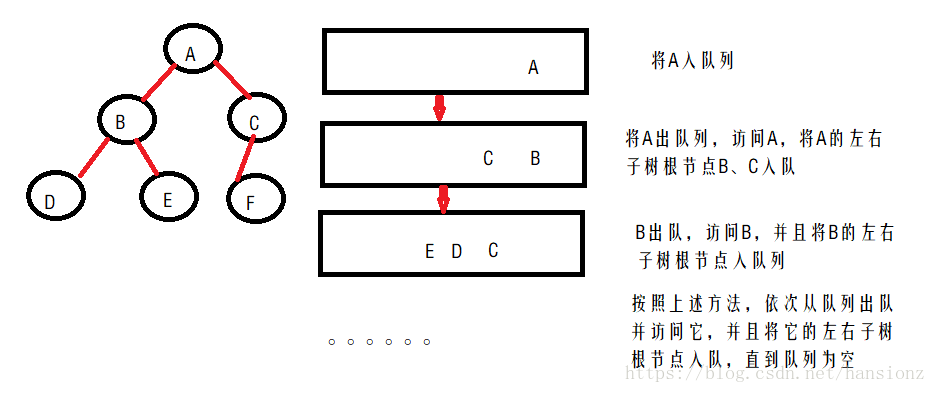 A
B
C
D
E
F
A
将A入队列
C B
将A出队列，访问A，将A的左右
子树根节点B、C入队
E D C
B出队，访问B，并且将B的左右
子树根节点入队列
。。。。。。
按照上述方法，依次从队列出队
并访问它，并且将它的左右子树
根节点入队，直到队列为空
https://blog.csdn.net/hansionz